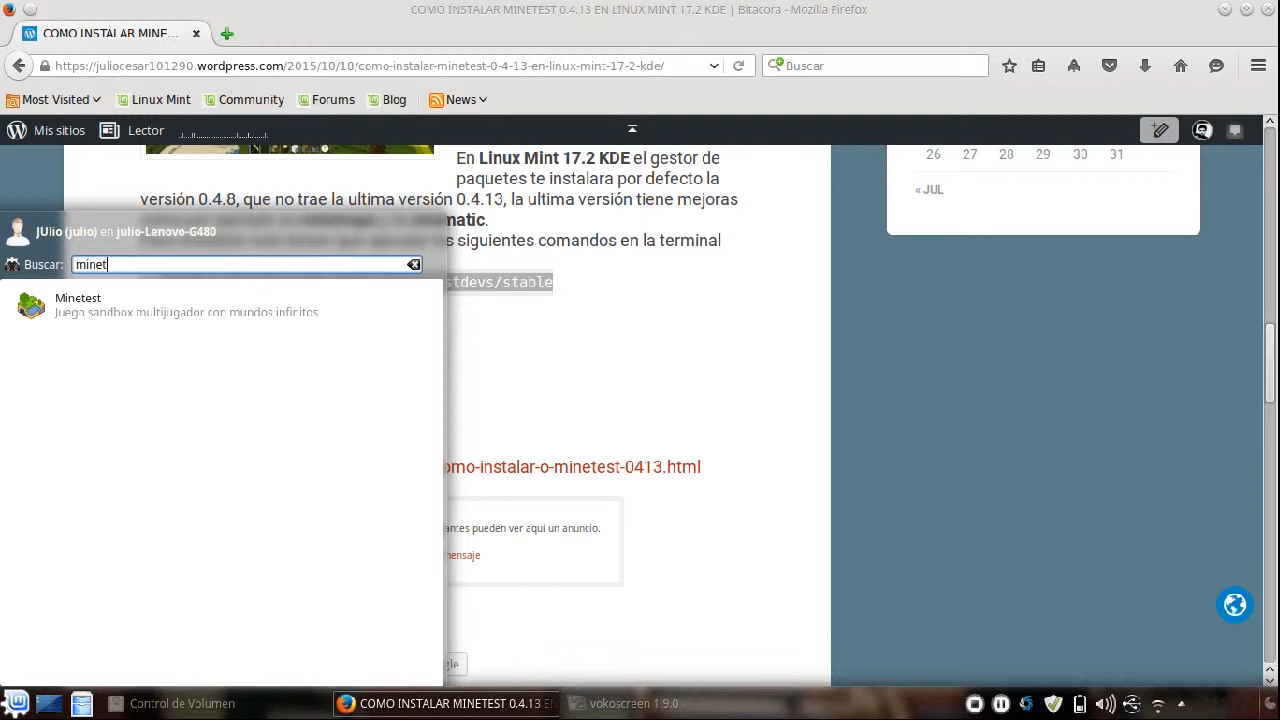 COMO INSTALAR MINETEST 0.4.13 EN LINUX MINT 17.2 KDE | Bitacora - Mozilla Firefox
COMO INSTALAR MINE...
https://juliocesar101290.wordpress.com/2015/10/18/como-instalar-minetest-0-4-13-en-linux-mint-17-2-kde/
Buscar
Most Visited
Linux Mint
Community
Forums
Blog
News
Mis sitios
Lector
En Linux Mint 17.2 KDE el gestor de
paquetes te instalara por defecto la
versión 0.4.8, que no trae la ultima versión 0.4.13, la ultima versión tiene mejoras
matic.
siguientes comandos en la terminal
stdevs/stable
omo-instalar-o-minetest-0413.html
antes pueden ver aquí un anuncio.
mensaje
gle
26 27 28 29 30 31
« JUL
JUlio (julio) en julio-Lenovo-G480
Buscar: minet
Minetest
Juego sandbox multijugador con mundos infinitos
Control de Volumen
COMO INSTALAR MINETEST 0.4.13 EN
vokoscreen 1.9.0